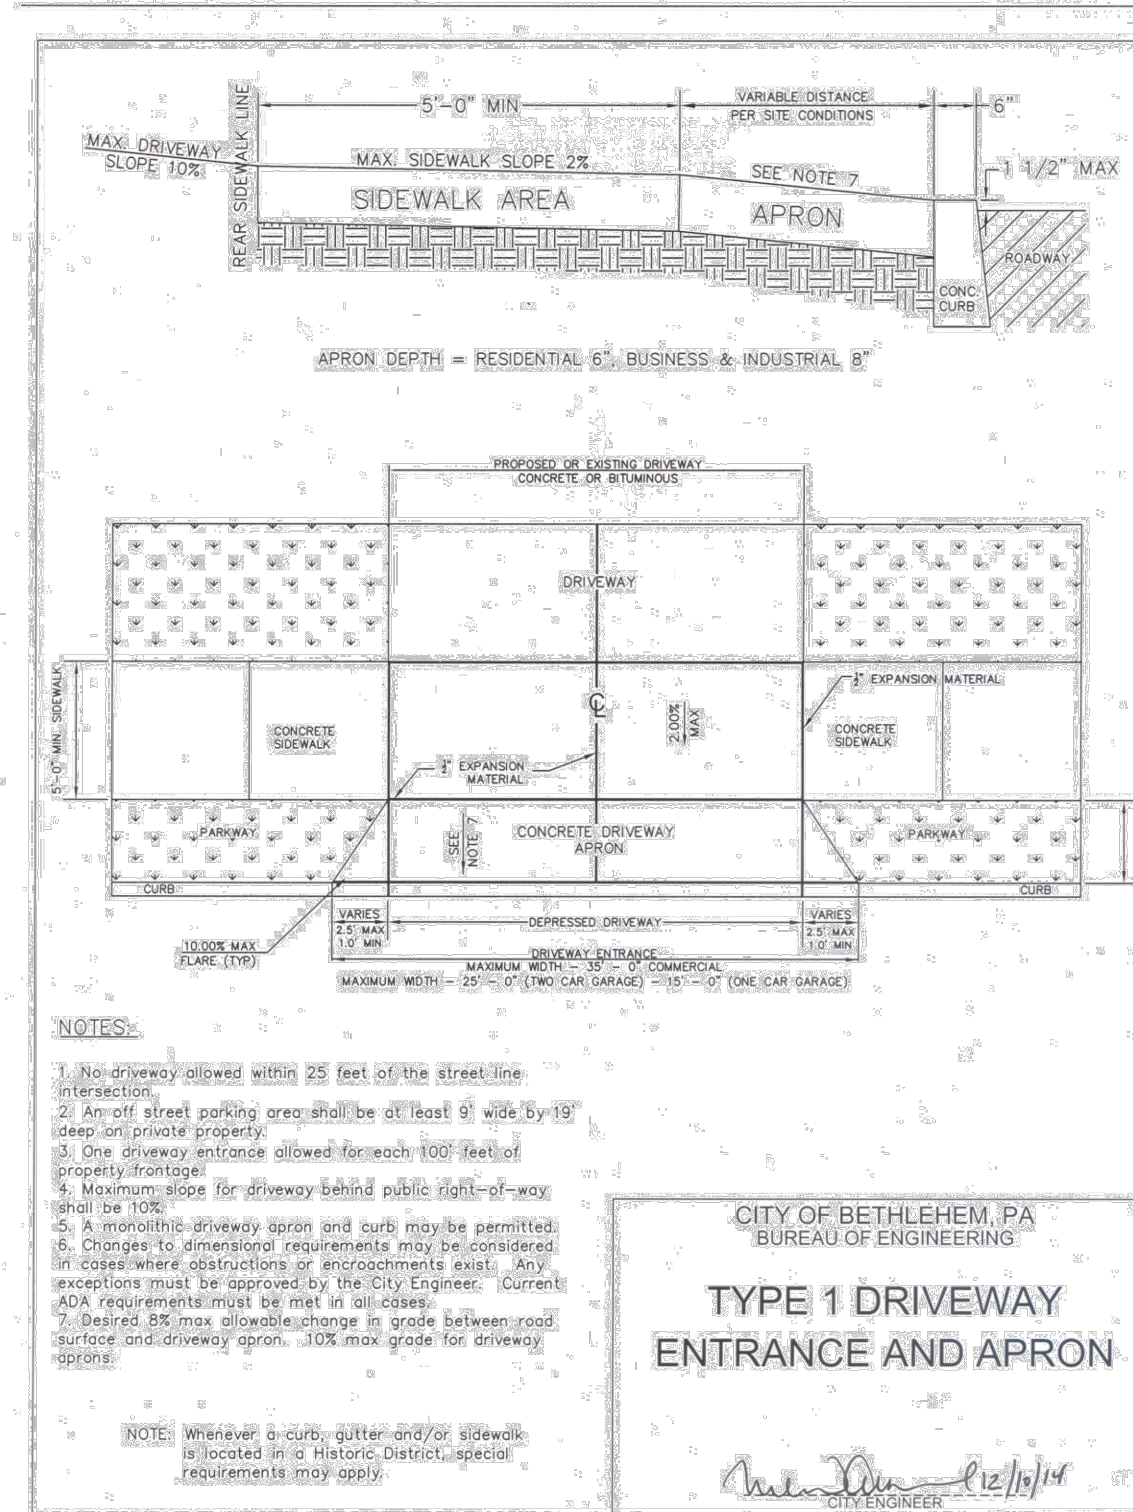 REAR SIDEWALK LINE
5'-0" MIN
VARIABLE DISTANCE
PER SITE CONDITIONS
6"
MAX. DRIVEWAY
SLOPE 10%
MAX. SIDEWALK SLOPE 2%
SEE NOTE 7
1 1/2" MAX
SIDEWALK AREA
APRON
ROADWAY
CONC.
CURB
APRON DEPTH = RESIDENTIAL 6", BUSINESS & INDUSTRIAL 8"
PROPOSED OR EXISTING DRIVEWAY
CONCRETE OR BITUMINOUS
DRIVEWAY
5'-0" MIN. SIDEWALK
CONCRETE
SIDEWALK
℄
2.00%
MAX
1/2" EXPANSION MATERIAL
CONCRETE
SIDEWALK
1/2" EXPANSION
MATERIAL
PARKWAY
SEE
NOTE 7
CONCRETE DRIVEWAY
APRON
PARKWAY
CURB
CURB
VARIES
2.5' MAX
1.0' MIN
DEPRESSED DRIVEWAY
VARIES
2.5' MAX
1.0' MIN
10.00% MAX
FLARE (TYP)
DRIVEWAY ENTRANCE
MAXIMUM WIDTH - 35' - 0" COMMERCIAL
MAXIMUM WIDTH - 25' - 0" (TWO CAR GARAGE) - 15' - 0" (ONE CAR GARAGE)
NOTES:
1. No driveway allowed within 25 feet of the street line
intersection.
2. An off street parking area shall be at least 9' wide by 19'
deep on private property.
3. One driveway entrance allowed for each 100' feet of
property frontage.
4. Maximum slope for driveway behind public right-of-way
shall be 10%.
5. A monolithic driveway apron and curb may be permitted.
6. Changes to dimensional requirements may be considered
in cases where obstructions or encroachments exist. Any
exceptions must be approved by the City Engineer. Current
ADA requirements must be met in all cases.
7. Desired 8% max allowable change in grade between road
surface and driveway apron. 10% max grade for driveway
aprons.
NOTE: Whenever a curb, gutter and/or sidewalk
is located in a Historic District, special
requirements may apply.
CITY OF BETHLEHEM, PA
BUREAU OF ENGINEERING
TYPE 1 DRIVEWAY
ENTRANCE AND APRON
12/10/14
CITY ENGINEER